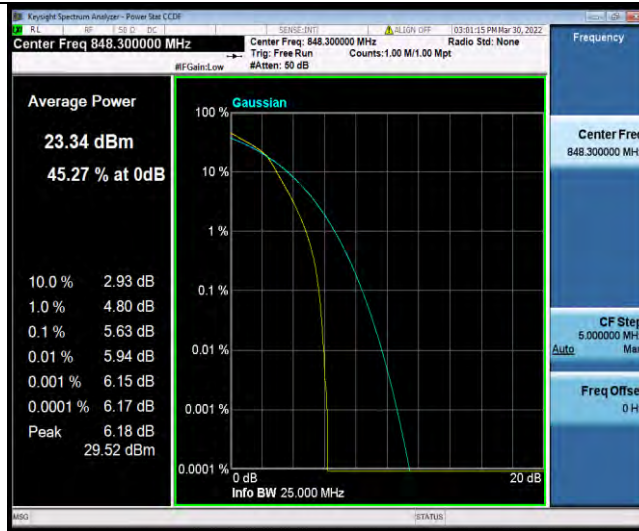 Keysight Spectrum Analyzer - Power Stat CCDF
RL RF 50 Ω DC SENSE:INT ALIGN OFF 03:01:15 PM Mar 30, 2022
Center Freq 848.300000 MHz
Center Freq: 848.300000 MHz Radio Std: None
Trig: Free Run Counts:1.00 M/1.00 Mpt
#IFGain:Low #Atten: 50 dB
Frequency
Average Power
23.34 dBm
45.27 % at 0dB
10.0 % 2.93 dB
1.0 % 4.80 dB
0.1 % 5.63 dB
0.01 % 5.94 dB
0.001 % 6.15 dB
0.0001 % 6.17 dB
Peak 6.18 dB
29.52 dBm
Gaussian
100 %
10 %
1 %
0.1 %
0.01 %
0.001 %
0.0001 %
0 dB 20 dB
Info BW 25.000 MHz
Center Fre
848.300000 MH
CF Step
5.000000 MH
Auto Ma
Freq Offse
0 H
MSG STATUS